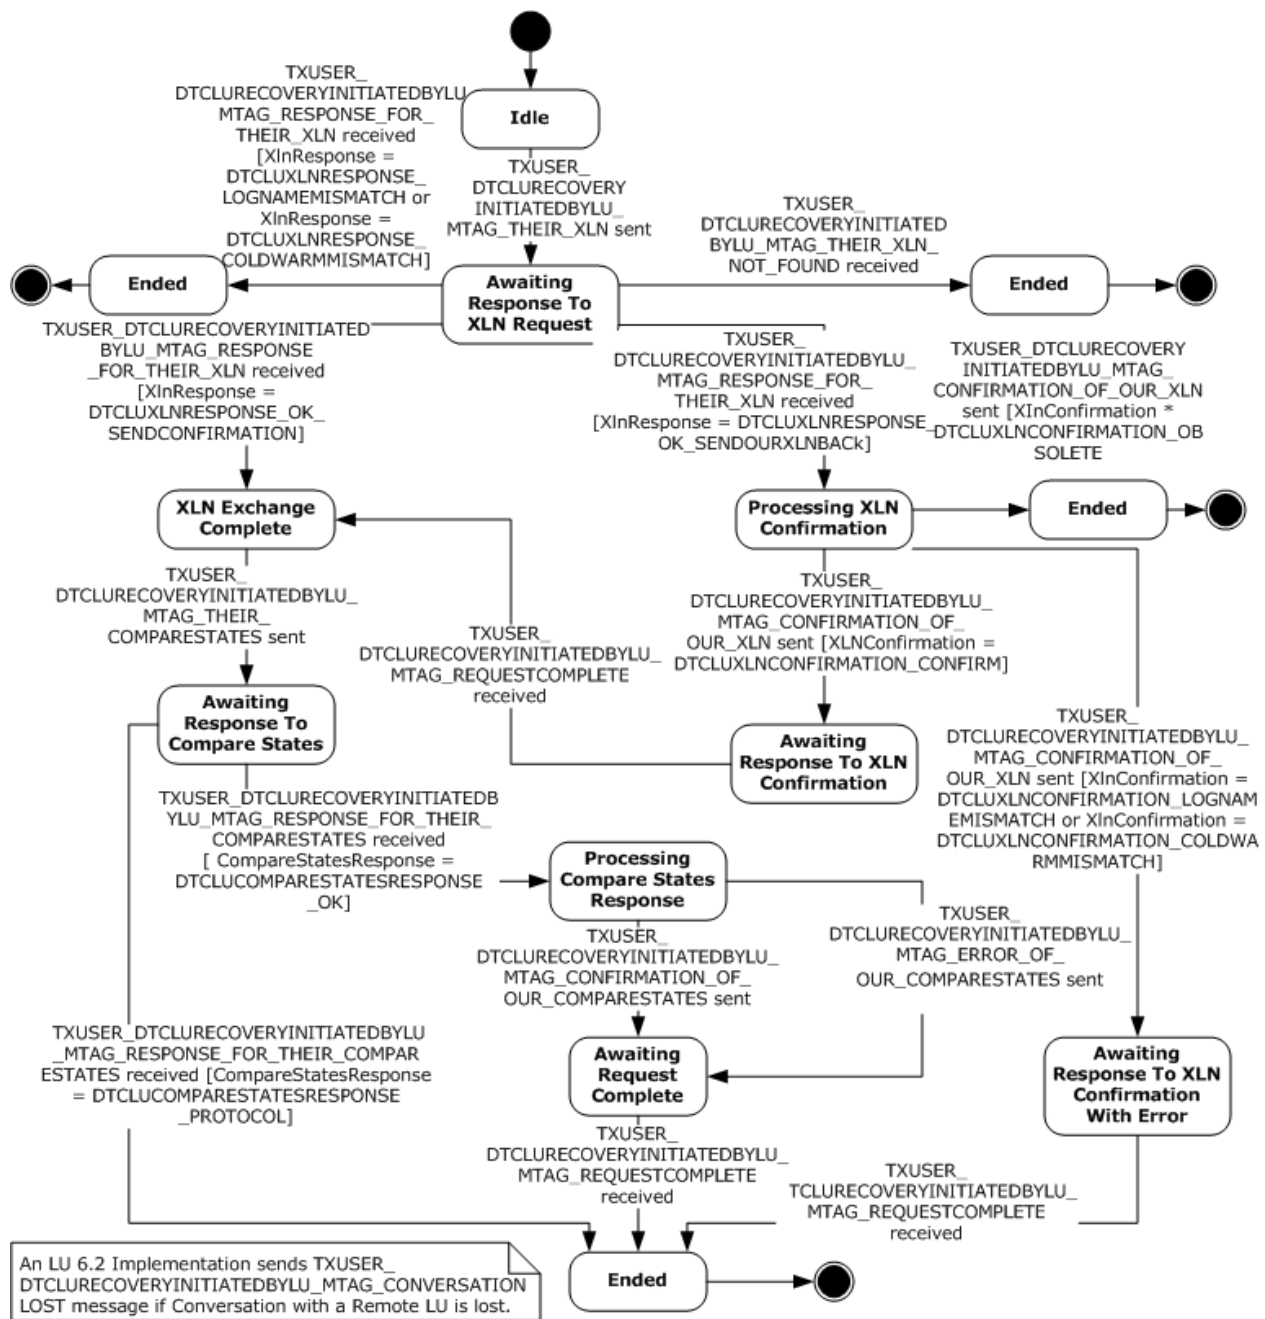 TXUSER_
DTCLURECOVERYINITIATEDBYLU_
MTAG_RESPONSE_FOR_
THEIR_XLN received
[XlnResponse =
DTCLUXLNRESPONSE_
LOGNAMEMISMATCH or
XlnResponse =
DTCLUXLNRESPONSE_
COLDWARMMISMATCH]
Idle
TXUSER_
DTCLURECOVERY
INITIATEDBYLU_
MTAG_THEIR_XLN sent
TXUSER_
DTCLURECOVERYINITIATED
BYLU_MTAG_THEIR_XLN_
NOT_FOUND received
Ended
Awaiting
Response To
XLN Request
Ended
TXUSER_DTCLURECOVERYINITIATED
BYLU_MTAG_RESPONSE
_FOR_THEIR_XLN received
[XlnResponse =
DTCLUXLNRESPONSE_OK_
SENDCONFIRMATION]
TXUSER_
DTCLURECOVERYINITIATEDBYLU_
MTAG_RESPONSE_FOR_
THEIR_XLN received
[XlnResponse = DTCLUXLNRESPONSE_
OK_SENDOURXLNBACk]
TXUSER_DTCLURECOVERY
INITIATEDBYLU_MTAG_
CONFIRMATION_OF_OUR_XLN
sent [XInConfirmation *
DTCLUXLNCONFIRMATION_OB
SOLETE
XLN Exchange
Complete
Processing XLN
Confirmation
Ended
TXUSER_
DTCLURECOVERYINITIATEDBYLU_
MTAG_THEIR_
COMPARESTATES sent
TXUSER_
DTCLURECOVERYINITIATEDBYLU_
MTAG_REQUESTCOMPLETE
received
TXUSER_
DTCLURECOVERYINITIATEDBYLU_
MTAG_CONFIRMATION_OF_
OUR_XLN sent [XLNConfirmation =
DTCLUXLNCONFIRMATION_CONFIRM]
Awaiting
Response To
Compare States
Awaiting
Response To XLN
Confirmation
TXUSER_
DTCLURECOVERYINITIATEDBYLU_
MTAG_CONFIRMATION_OF_
OUR_XLN sent [XlnConfirmation =
DTCLUXLNCONFIRMATION_LOGNAM
EMISMATCH or XlnConfirmation =
DTCLUXLNCONFIRMATION_COLDWA
RMMISMATCH]
TXUSER_DTCLURECOVERYINITIATEDB
YLU_MTAG_RESPONSE_FOR_THEIR_
COMPARESTATES received
[ CompareStatesResponse =
DTCLUCOMPARESTATESRESPONSE
_OK]
Processing
Compare States
Response
TXUSER_
DTCLURECOVERYINITIATEDBYLU_
MTAG_CONFIRMATION_OF_
OUR_COMPARESTATES sent
TXUSER_
DTCLURECOVERYINITIATEDBYLU_
MTAG_ERROR_OF_
OUR_COMPARESTATES sent
TXUSER_DTCLURECOVERYINITIATEDBYLU
_MTAG_RESPONSE_FOR_THEIR_COMPAR
ESTATES received [CompareStatesResponse
= DTCLUCOMPARESTATESRESPONSE
_PROTOCOL]
Awaiting
Request
Complete
Awaiting
Response To XLN
Confirmation
With Error
TXUSER_
DTCLURECOVERYINITIATEDBYLU_
MTAG_REQUESTCOMPLETE
received
TXUSER_
TCLURECOVERYINITIATEDBYLU_
MTAG_REQUESTCOMPLETE
received
An LU 6.2 Implementation sends TXUSER_
DTCLURECOVERYINITIATEDBYLU_MTAG_CONVERSATION
LOST message if Conversation with a Remote LU is lost.
Ended